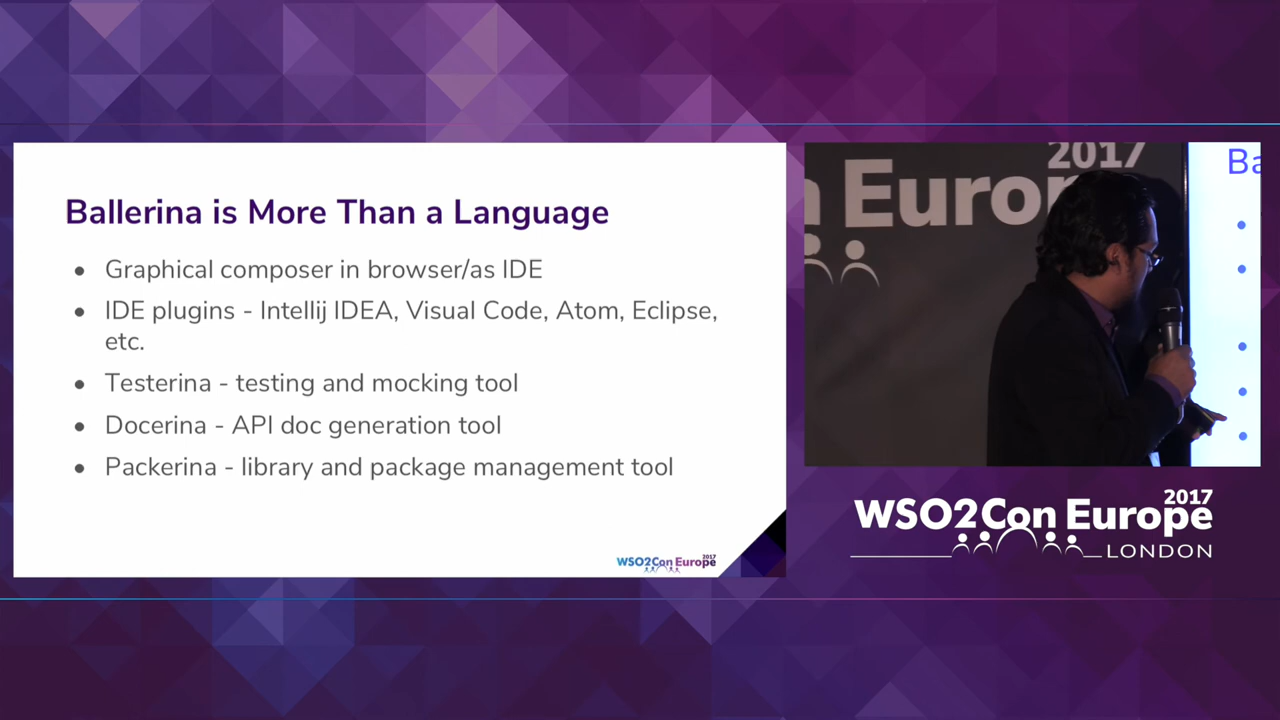 Ballerina is More Than a Language
● Graphical composer in browser/as IDE
● IDE plugins - Intellij IDEA, Visual Code, Atom, Eclipse,
etc.
● Testerina - testing and mocking tool
● Docerina - API doc generation tool
● Packerina - library and package management tool
WSO2Con Europe 2017
2017
Europ
Ba
2017
WSO2Con Europe
LONDON